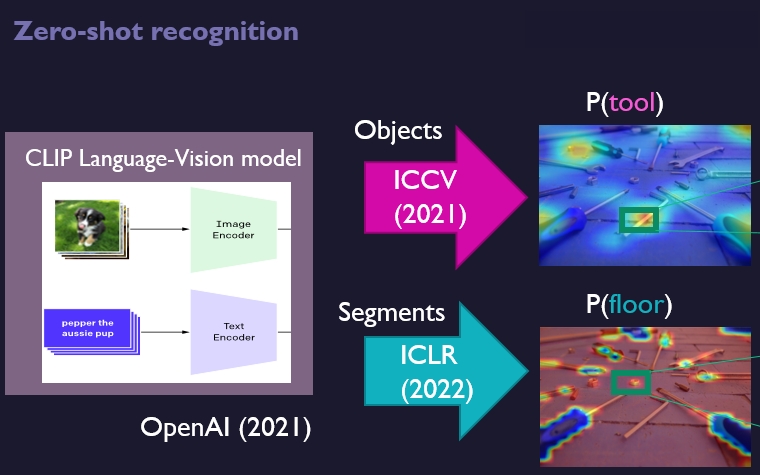 Zero-shot recognition
CLIP Language-Vision model
Image
Encoder
pepper the
aussie pup
Text
Encoder
OpenAI (2021)
Objects
ICCV
(2021)
Segments
ICLR
(2022)
P(tool)
P(floor)